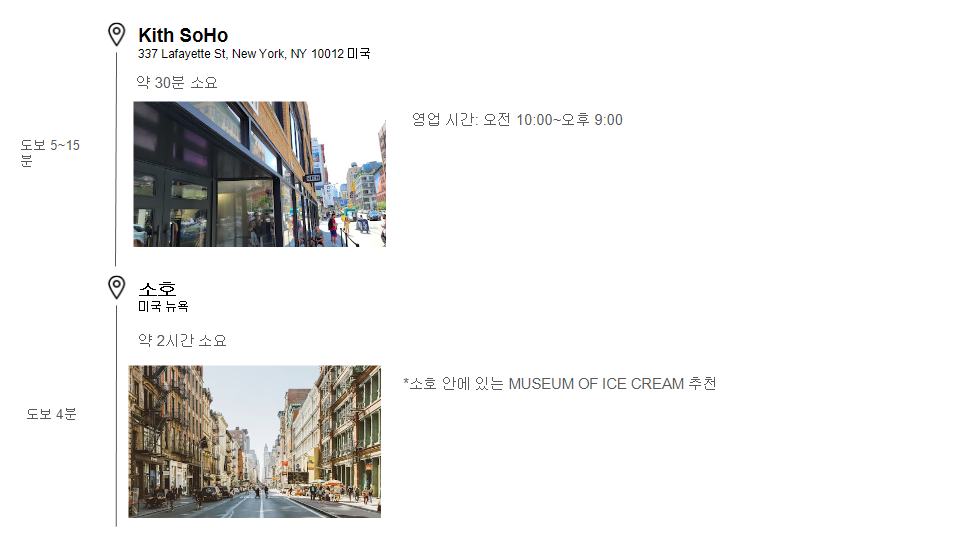 Kith SoHo
337 Lafayette St, New York, NY 10012 미국
약 30분 소요
영업 시간: 오전 10:00~오후 9:00
도보 5~15
분
KITH
소호
미국 뉴욕
약 2시간 소요
*소호 안에 있는 MUSEUM OF ICE CREAM 추천
도보 4분